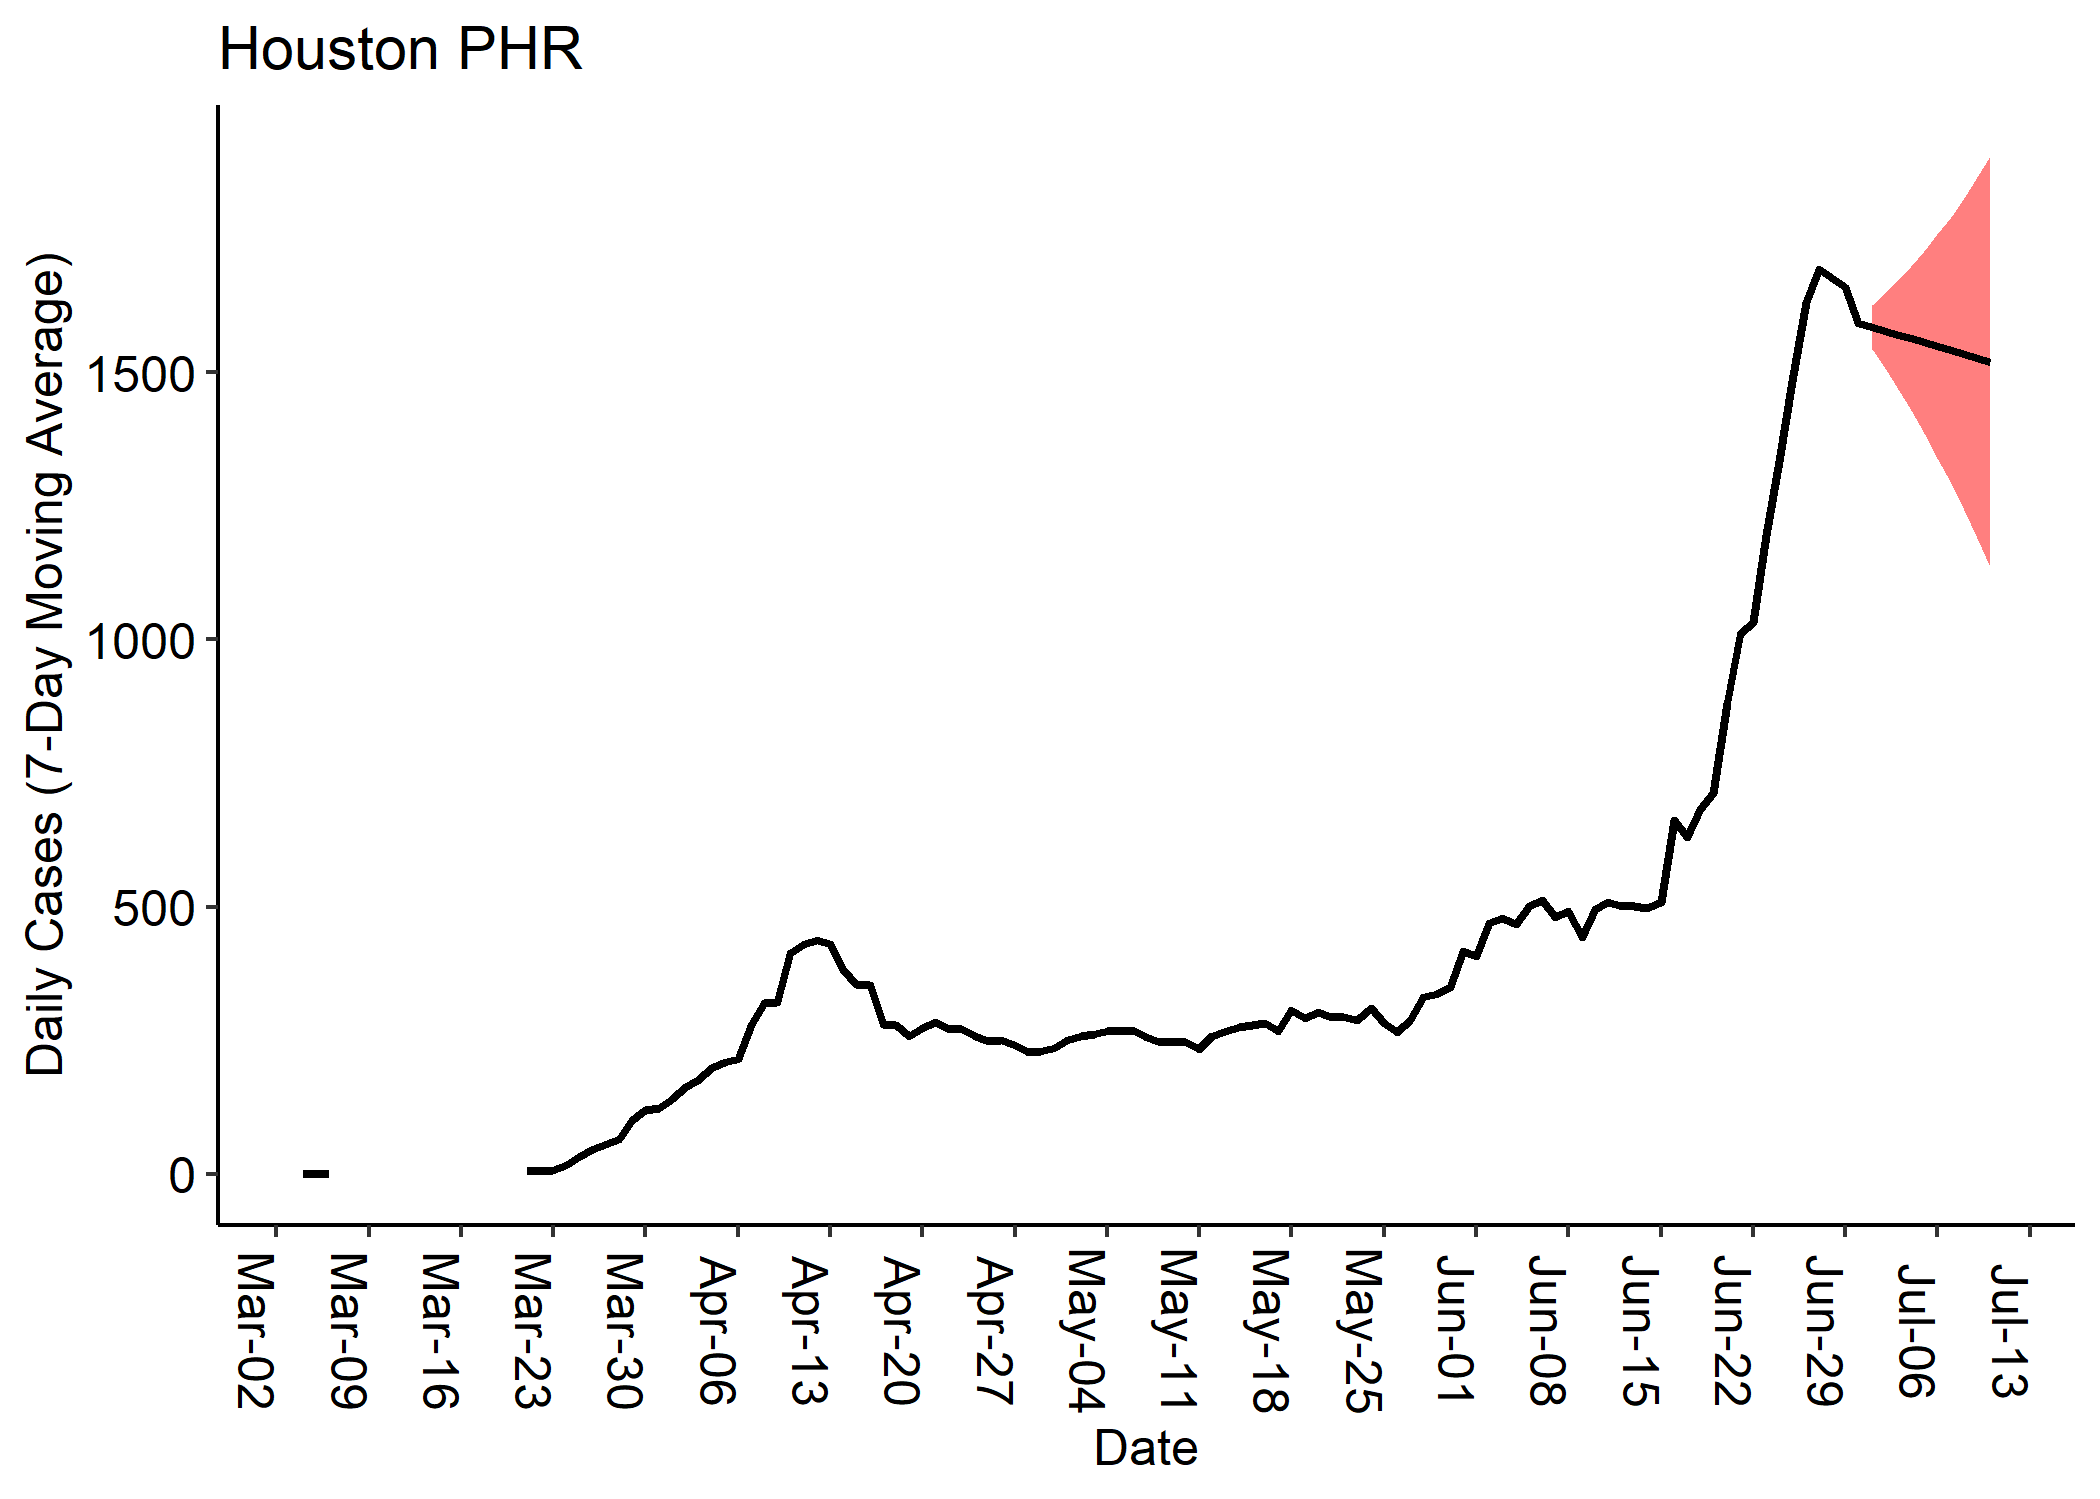 Houston PHR
Daily Cases (7-Day Moving Average)
1500
1000
500
0
Mar-02
Mar-09
Mar-16
Mar-23
Mar-30
Apr-06
Apr-13
Apr-20
Apr-27
May-04
May-11
May-18
May-25
Jun-01
Jun-08
Jun-15
Jun-22
Jun-29
Jul-06
Jul-13
Date